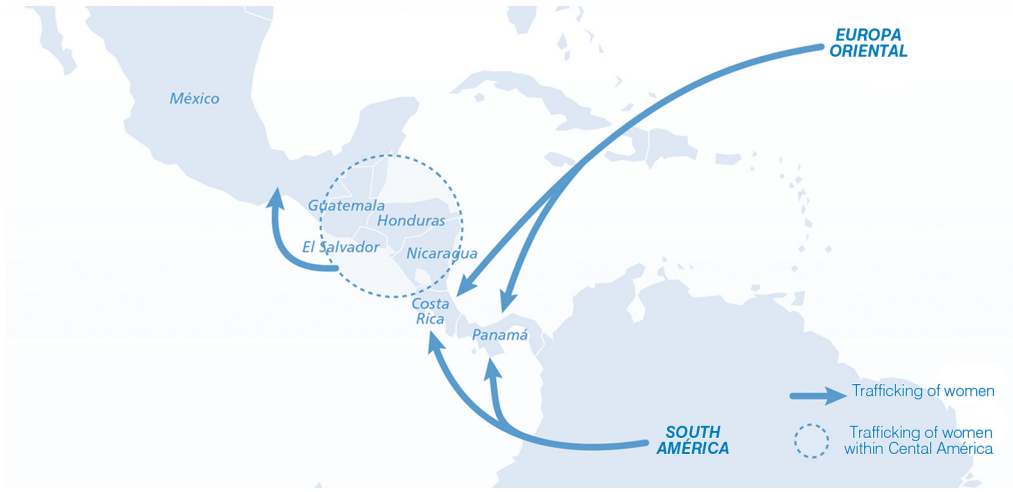 EUROPA
ORIENTAL
México
Guatemala
Honduras
El Salvador
Nicaragua
Costa
Rica
Panamá
Trafficking of women
SOUTH
AMÉRICA
Trafficking of women
within Cental América